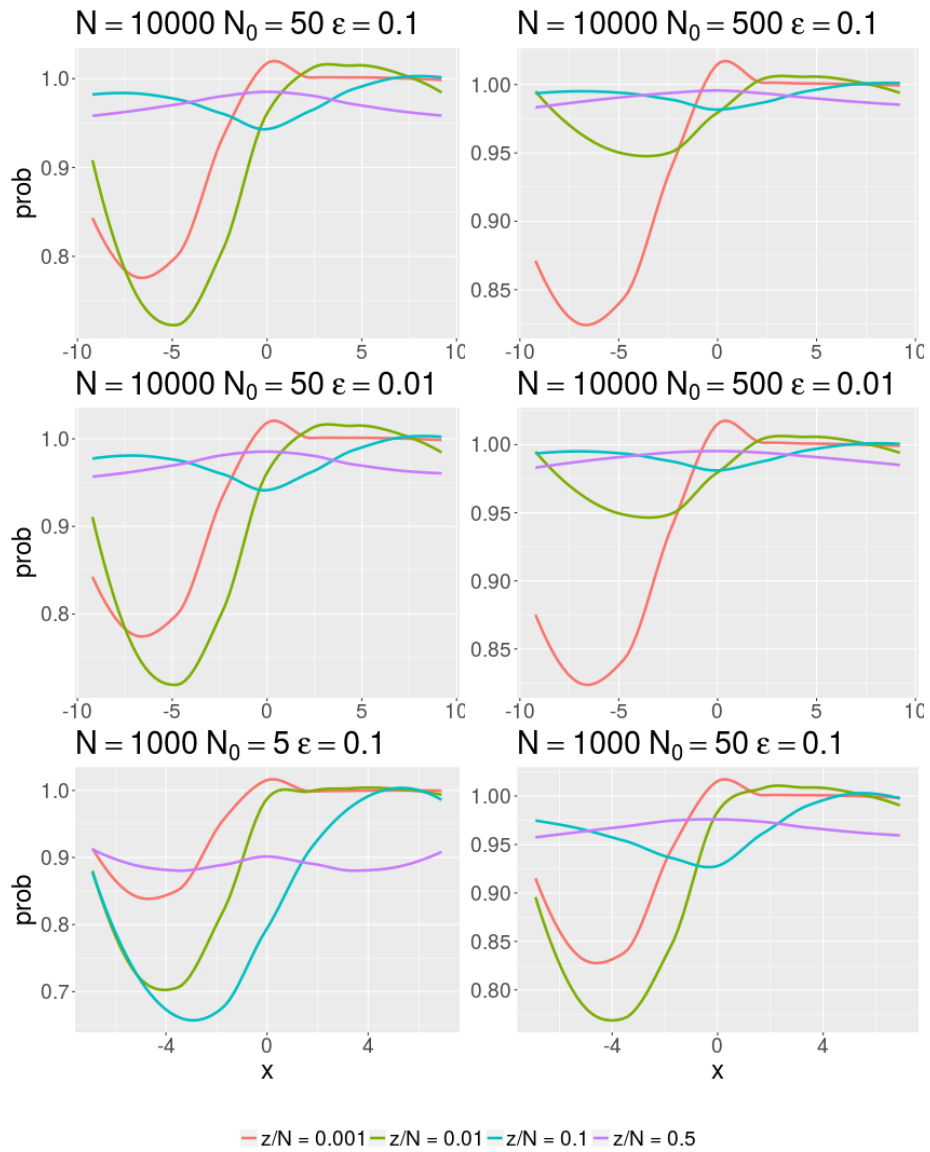 N = 10000 N₀ = 50 ε = 0.1
N = 10000 N₀ = 500 ε = 0.1
prob
1.0
0.9
0.8
-10 -5 0 5 10
1.00
0.95
0.90
0.85
-10 -5 0 5 10
N = 10000 N₀ = 50 ε = 0.01
N = 10000 N₀ = 500 ε = 0.01
prob
1.0
0.9
0.8
-10 -5 0 5 10
1.00
0.95
0.90
0.85
-10 -5 0 5 10
N = 1000 N₀ = 5 ε = 0.1
N = 1000 N₀ = 50 ε = 0.1
prob
1.0
0.9
0.8
0.7
-4 0 4
x
1.00
0.95
0.90
0.85
0.80
-4 0 4
x
z/N = 0.001 z/N = 0.01 z/N = 0.1 z/N = 0.5